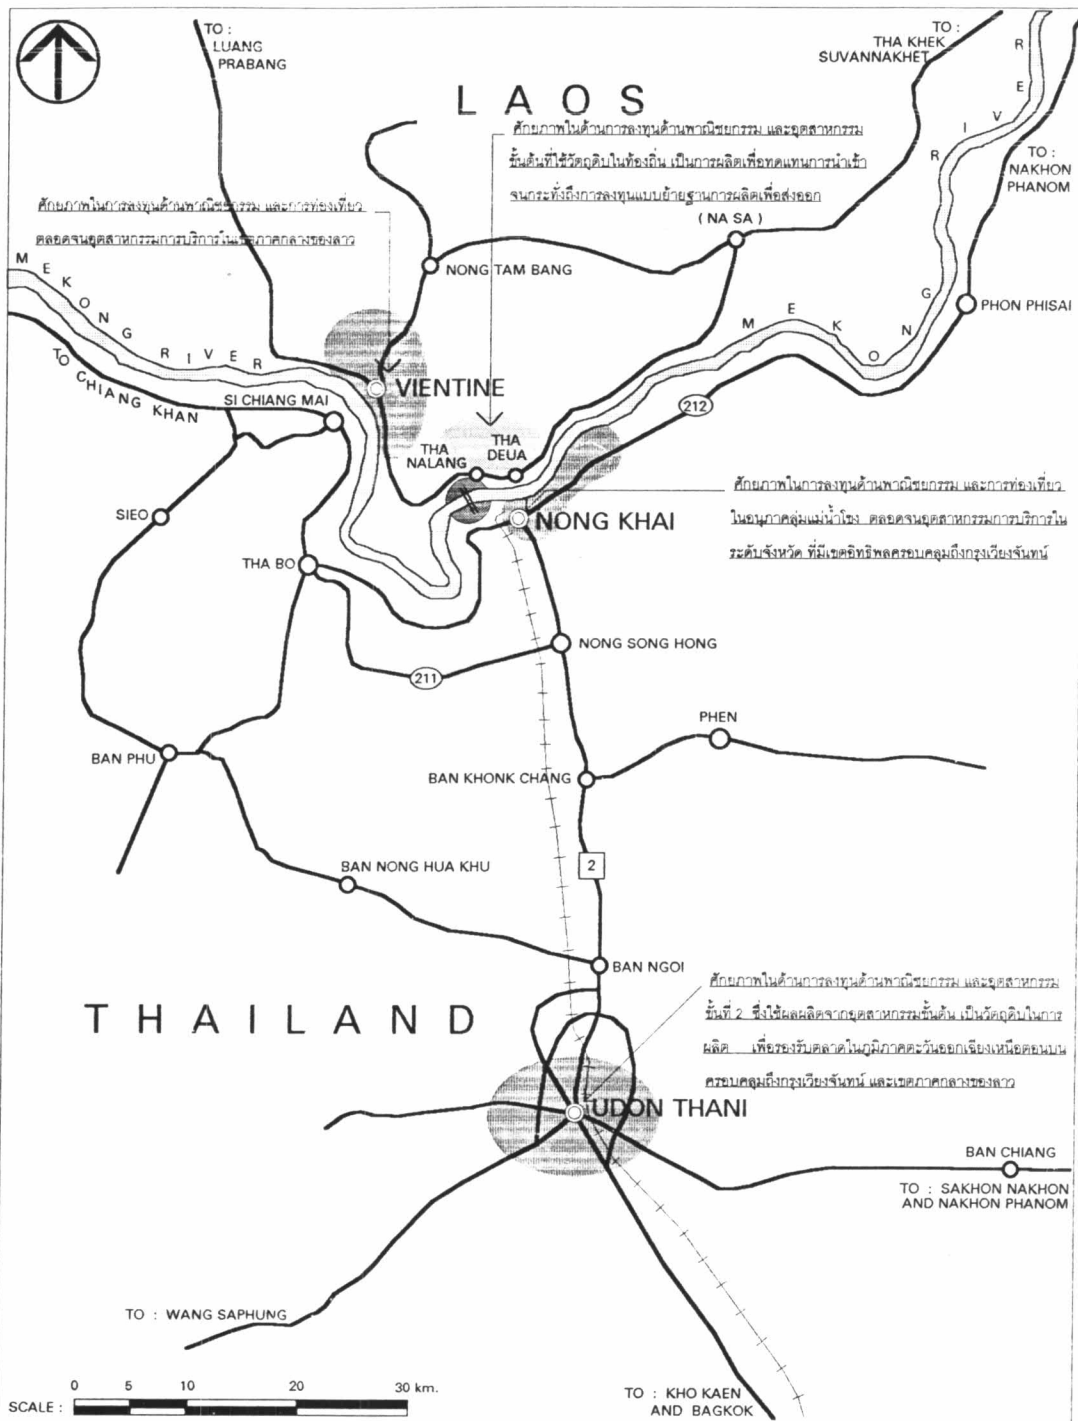 TO :
LUANG
PRABANG
TO :
THA KHEK
SUVANNAKHET
LAOS
ศักยภาพในด้านการลงทุนด้านพาณิชยกรรม และอุตสาหกรรม
ขั้นต้นที่ใช้วัตถุดิบในท้องถิ่น เป็นการผลิตเพื่อทดแทนการนำเข้า
จนกระทั่งถึงการลงทุนแบบย้ายฐานการผลิตเพื่อส่งออก
TO :
NAKHON
PHANOM
RIVER
ศักยภาพในการลงทุนด้านพาณิชยกรรม และการท่องเที่ยว
ตลอดจนอุตสาหกรรมการบริการในเขตภาคกลางของลาว
( NA SA )
NONG TAM BANG
MEKONG RIVER
MEKONG
PHON PHISAI
TO CHIANG KHAN
VIENTINE
SI CHIANG MAI
212
THA
NALANG
THA
DEUA
ศักยภาพในการลงทุนด้านพาณิชยกรรม และการท่องเที่ยว
ในอนุภาคลุ่มแม่น้ำโขง ตลอดจนอุตสาหกรรมการบริการใน
ระดับจังหวัด ที่มีเขตอิทธิพลครอบคลุมถึงกรุงเวียงจันทน์
SIEO
NONG KHAI
THA BO
NONG SONG HONG
211
PHEN
BAN PHU
BAN KHONK CHANG
BAN NONG HUA KHU
2
BAN NGOI
ศักยภาพในด้านการลงทุนด้านพาณิชยกรรม และอุตสาหกรรม
ขั้นที่ 2 ซึ่งใช้ผลผลิตจากอุตสาหกรรมขั้นต้น เป็นวัตถุดิบในการ
ผลิต เพื่อรองรับตลาดในภูมิภาคตะวันออกเฉียงเหนือตอนบน
ครอบคลุมถึงกรุงเวียงจันทน์ และเขตภาคกลางของลาว
THAILAND
UDON THANI
BAN CHIANG
TO : SAKHON NAKHON
AND NAKHON PHANOM
TO : WANG SAPHUNG
TO : KHO KAEN
AND BAGKOK
0 5 10 20 30 km.
SCALE :